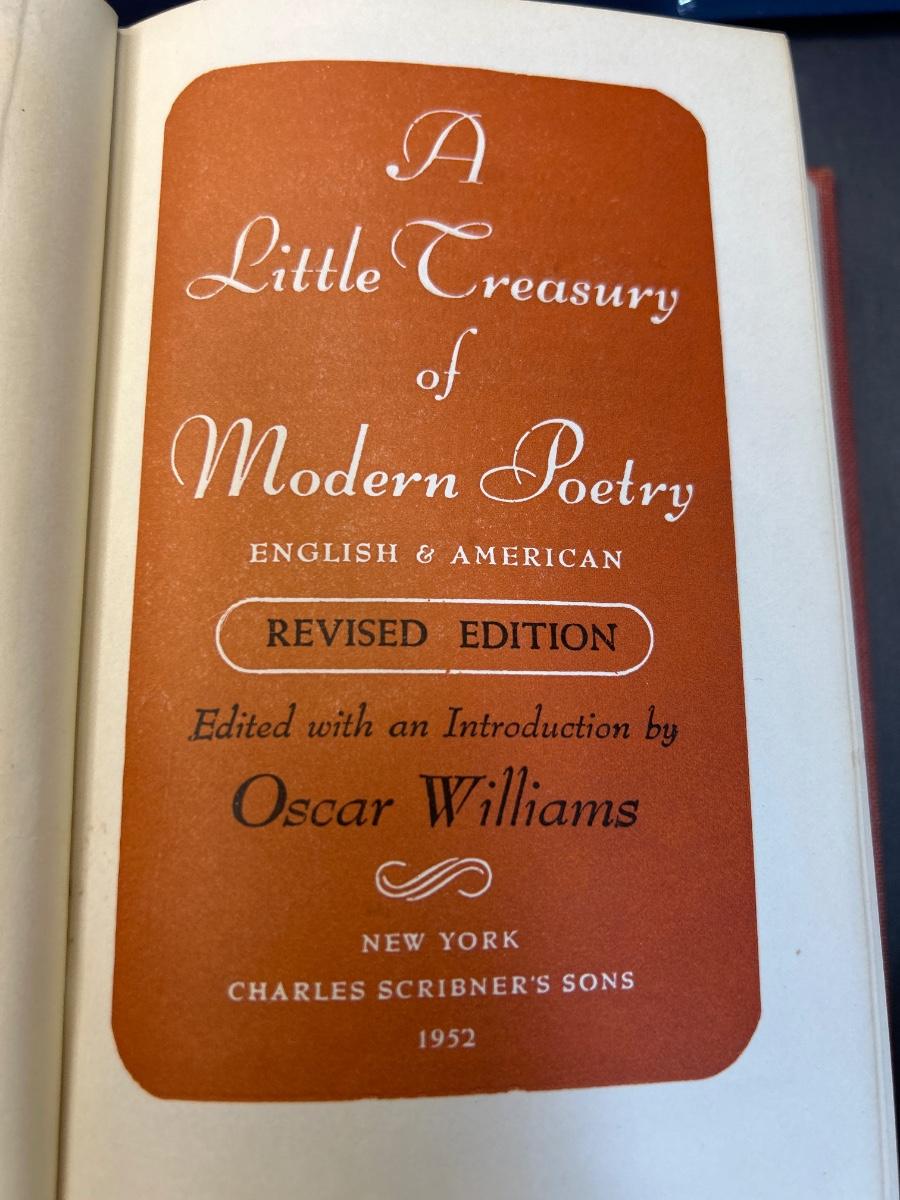 A
Little Treasury
of
Modern Poetry
ENGLISH & AMERICAN
REVISED EDITION
Edited with an Introduction by
Oscar Williams
NEW YORK
CHARLES SCRIBNER'S SONS
1952